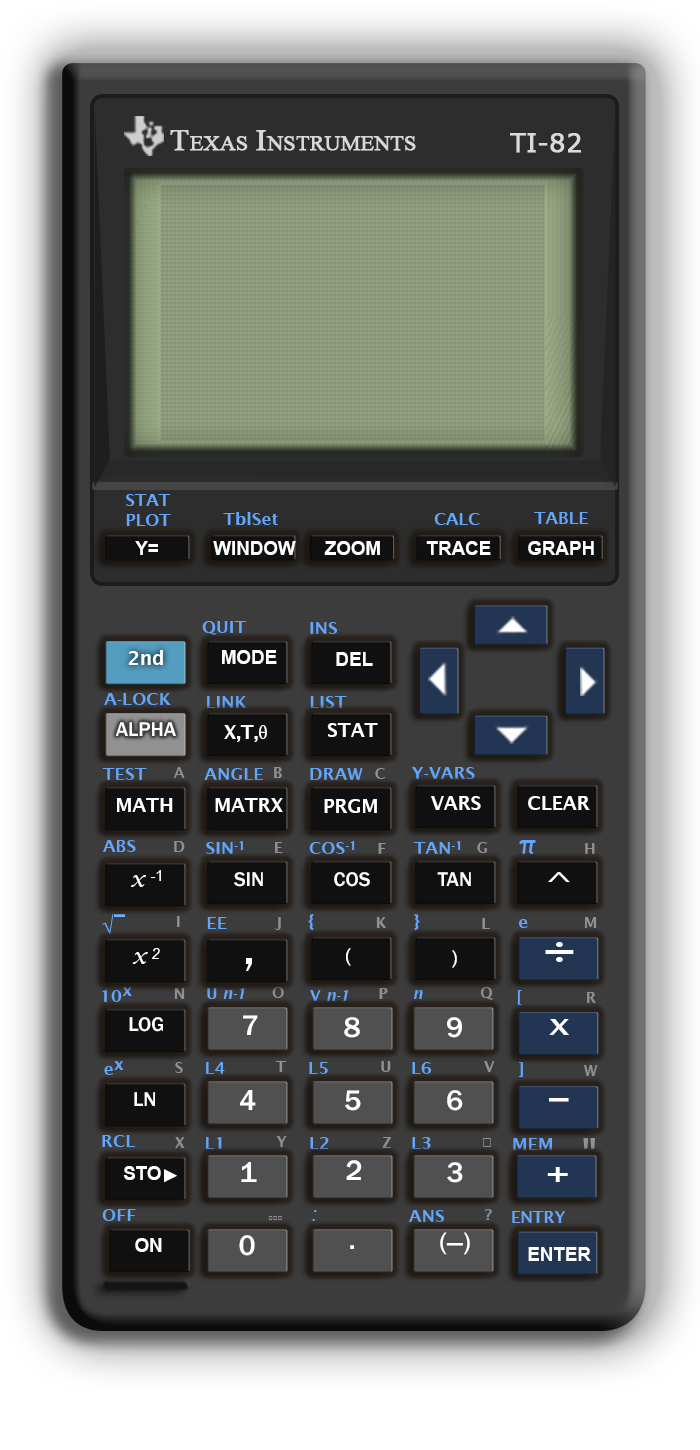 TEXAS INSTRUMENTS TI-82
STAT
PLOT TblSet CALC TABLE
Y= WINDOW ZOOM TRACE GRAPH
QUIT INS
2nd MODE DEL
A-LOCK LINK LIST
ALPHA X,T,θ STAT
TEST A ANGLE B DRAW C Y-VARS
MATH MATRX PRGM VARS CLEAR
ABS D SIN-1 E COS-1 F TAN-1 G π H
x-1 SIN COS TAN ^
√‾ I EE J { K } L e M
x2 , ( ) ÷
10x N U n-1 O V n-1 P n Q [ R
LOG 7 8 9 X
ex S L4 T L5 U L6 V ] W
LN 4 5 6 −
RCL X L1 Y L2 Z L3 □ MEM "
STO▶ 1 2 3 +
OFF : ANS ? ENTRY
ON 0 . (−) ENTER